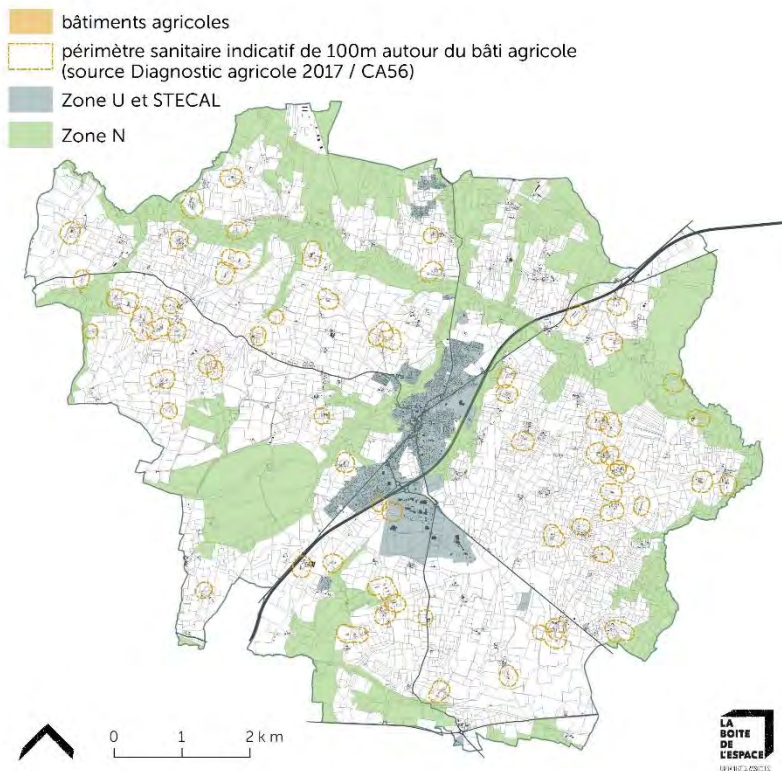 bâtiments agricoles
périmètre sanitaire indicatif de 100m autour du bâti agricole
(source Diagnostic agricole 2017 / CA56)
Zone U et STECAL
Zone N
0 1 2 km
LA
BOITE
DE
L'ESPACE